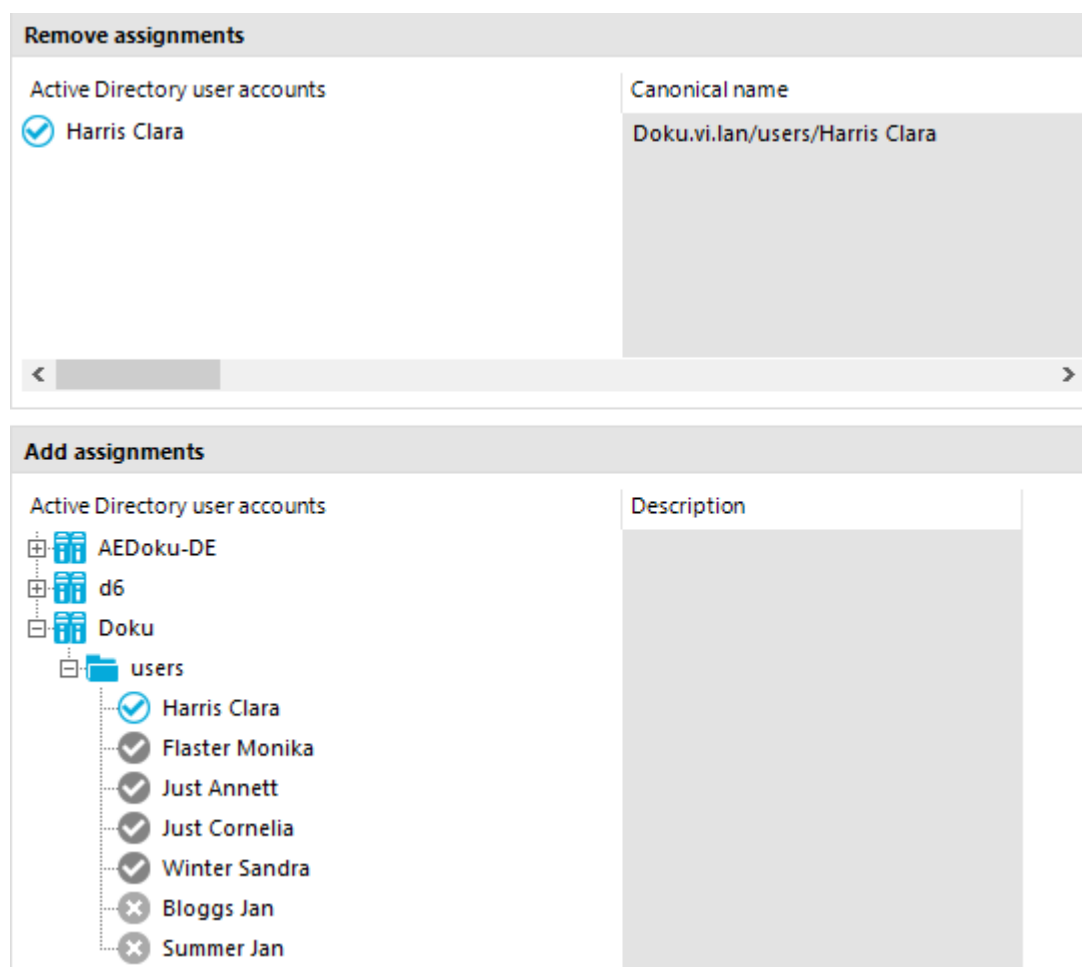 Remove assignments
Active Directory user accounts Canonical name
Harris Clara Doku.vi.lan/users/Harris Clara
Add assignments
Active Directory user accounts Description
AEDoku-DE
d6
Doku
users
Harris Clara
Flaster Monika
Just Annett
Just Cornelia
Winter Sandra
Bloggs Jan
Summer Jan